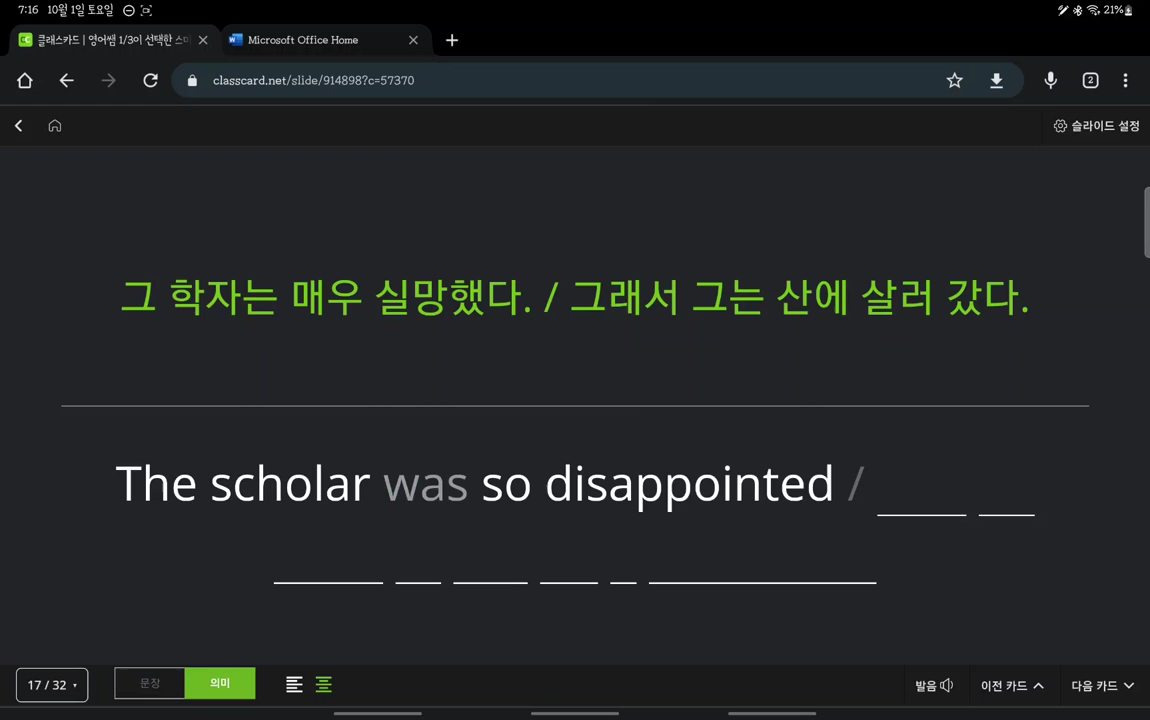 7:16 10월 1일 토요일 21%
클래스카드 | 영어쌤 1/3이 선택한 스마 Microsoft Office Home
classcard.net/slide/914898?c=57370 2
슬라이드 설정
그 학자는 매우 실망했다. / 그래서 그는 산에 살러 갔다.
The scholar was so disappointed /
17 / 32 문장 의미 발음 이전 카드 다음 카드